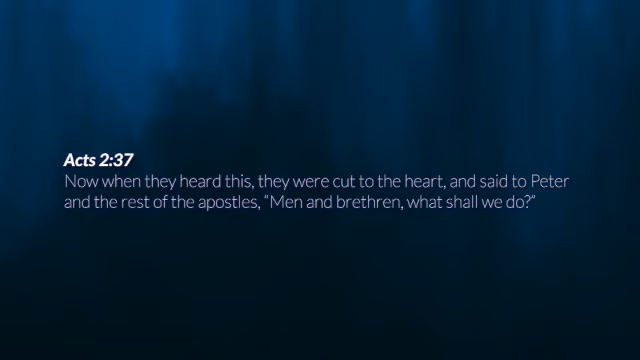 Acts 2:37
Now when they heard this, they were cut to the heart, and said to Peter
and the rest of the apostles, “Men and brethren, what shall we do?”